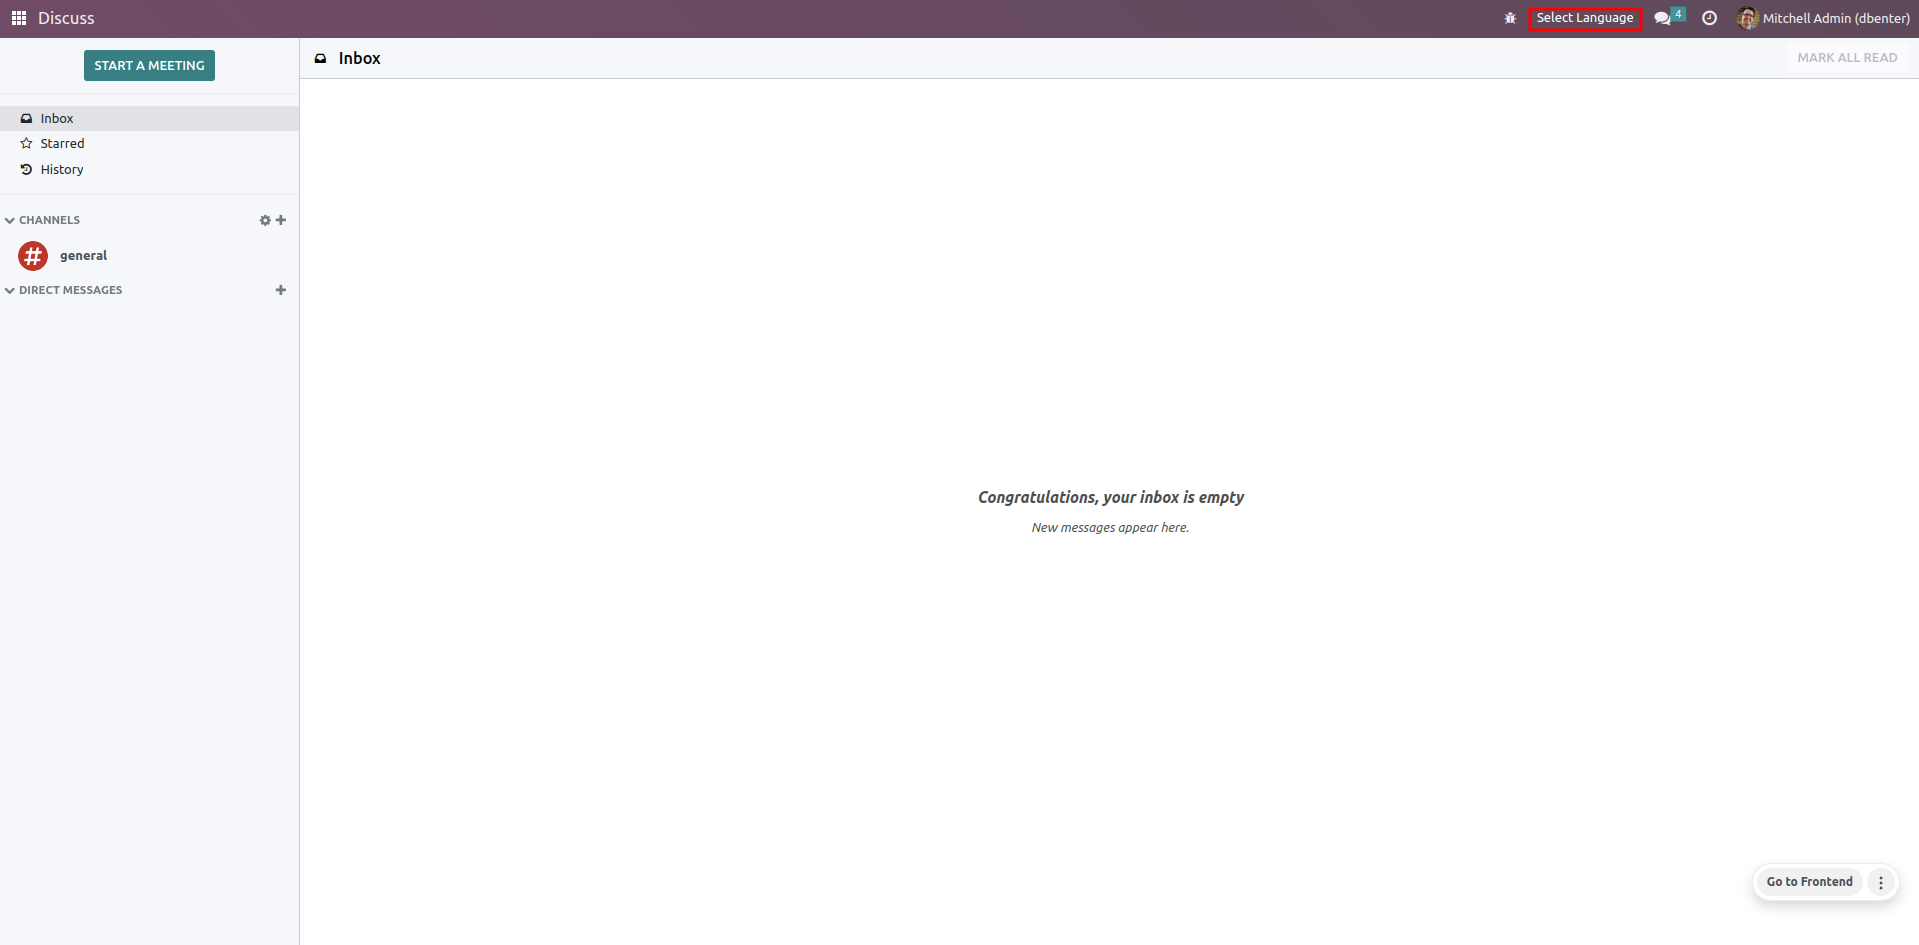 Discuss
Select Language
4
Mitchell Admin (dbenter)
START A MEETING
Inbox
MARK ALL READ
Inbox
Starred
History
CHANNELS
general
DIRECT MESSAGES
Congratulations, your inbox is empty
New messages appear here.
Go to Frontend